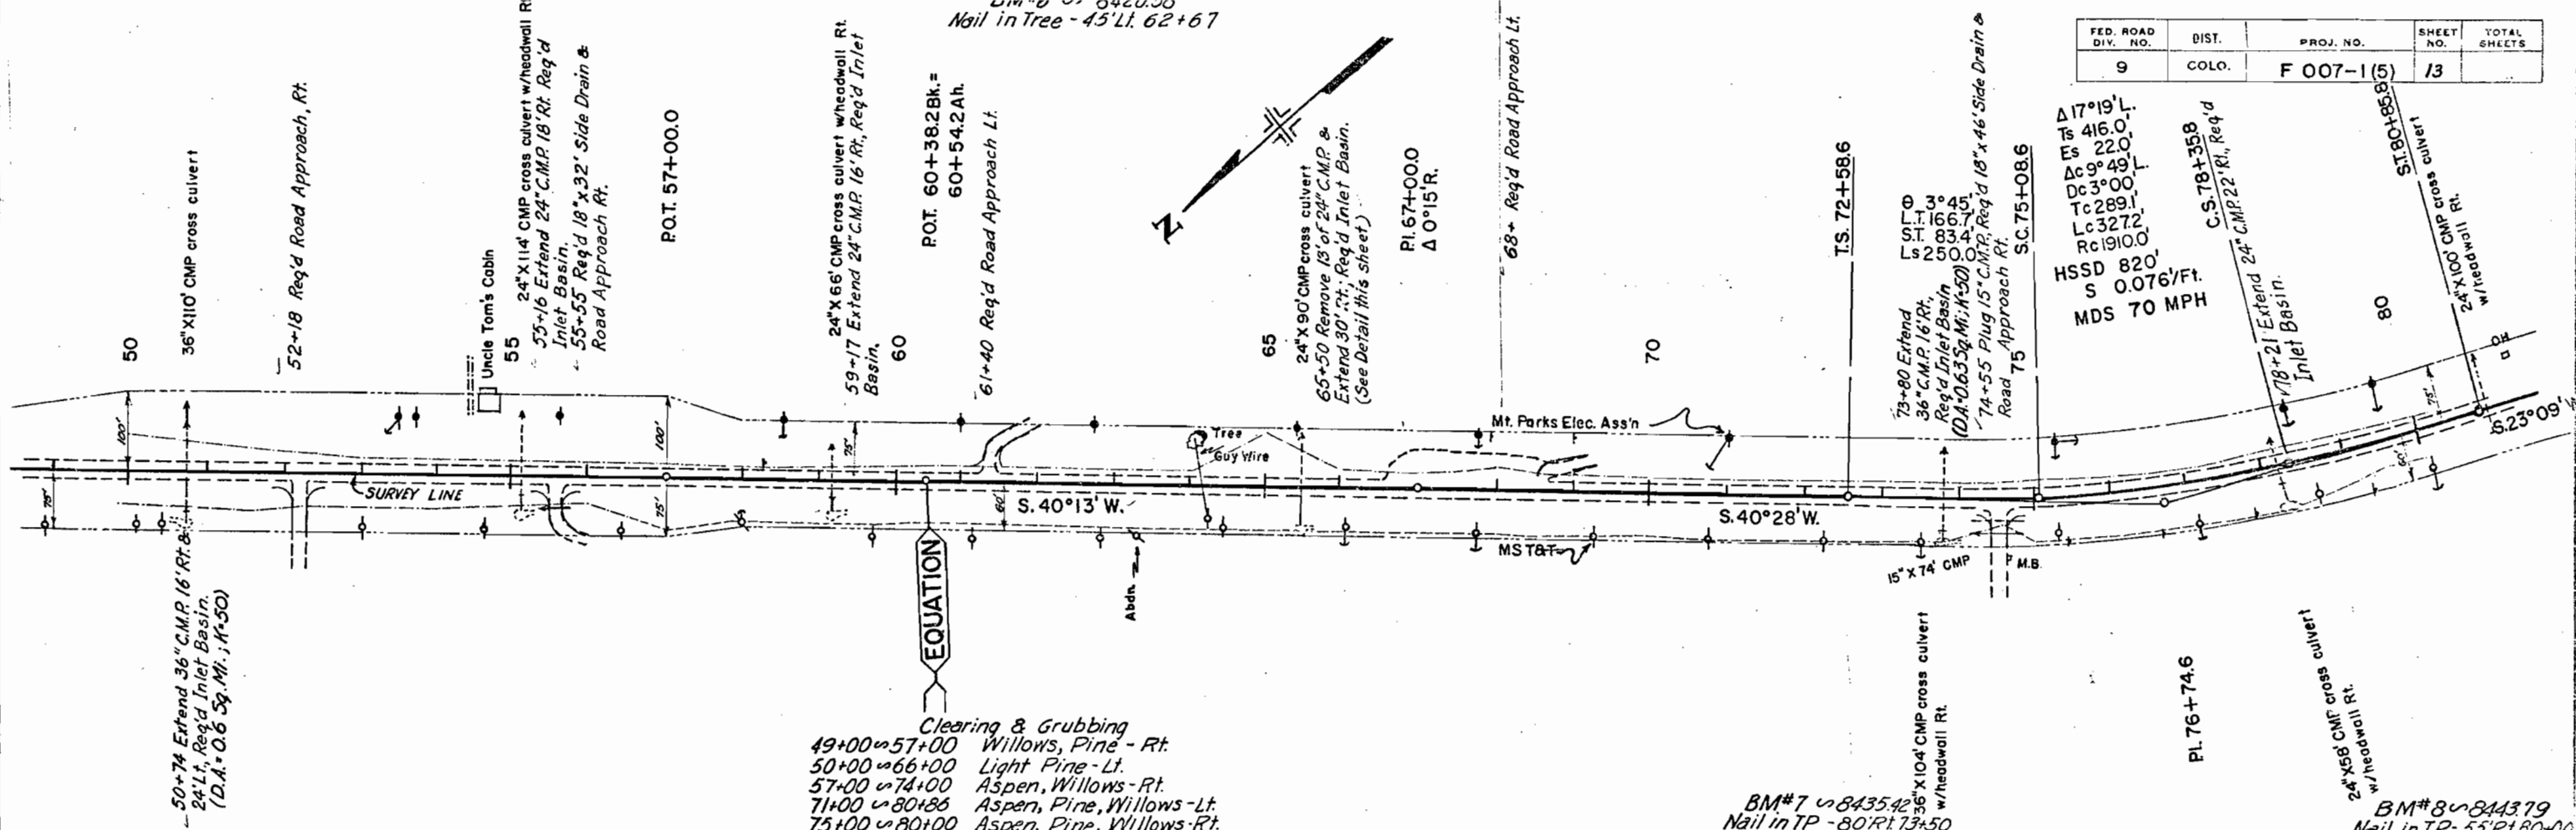 Nail in Tree - 45' Lt. 62+67
FED. ROAD DIV. NO.
DIST.
PROJ. NO.
SHEET NO.
TOTAL SHEETS
9
COLO.
F 007-1(5)
13
50
36"X110' CMP cross culvert
52+18 Req'd Road Approach, Rt.
Uncle Tom's Cabin
55
24"X114' CMP cross culvert w/headwall Rt.
55+16 Extend 24" C.M.P. 18' Rt. Req'd
Inlet Basin.
55+55 Req'd 18"x32' Side Drain &
Road Approach Rt.
P.O.T. 57+00.0
24"X66' CMP cross culvert w/headwall Rt.
59+17 Extend 24" C.M.P. 16' Rt., Req'd Inlet
Basin.
60
P.O.T. 60+38.2 Bk.=
60+54.2 Ah.
61+40 Req'd Road Approach Lt.
N
65
24"X90' CMP cross culvert
65+50 Remove 13' of 24" C.M.P. &
Extend 30' Rt.; Req'd Inlet Basin.
(See Detail this sheet)
P.I. 67+00.0
Δ 0°15' R.
68+ Req'd Road Approach Lt.
70
T.S. 72+58.6
73+80 Extend
36" C.M.P. 16' Rt.,
Req'd Inlet Basin
(D.A.=0.63 Sq.Mi.; K=50)
74+55 Plug 15" C.M.P., Req'd 18"x46' Side Drain &
Road Approach Rt.
75
S.C. 75+08.6
θ 3°45'
L.T. 166.7'
S.T. 83.4'
Ls 250.0'
Δ 17°19' L.
Ts 416.0'
Es 22.0'
Δc 9°49' L.
Dc 3°00'
Tc 289.1'
Lc 327.2'
Rc 1910.0'
HSSD 820'
S 0.076'/Ft.
MDS 70 MPH
C.S. 78+35.8
78+21 Extend 24" C.M.P. 22' Rt., Req'd
Inlet Basin.
80
S.T. 80+85.8
24"X100' CMP cross culvert
w/headwall Rt.
OH
100'
100'
75'
75'
Tree
Guy Wire
Mt. Parks Elec. Ass'n
75'
75'
SURVEY LINE
60'
S. 40°13' W.
S. 40°28' W.
60'
S. 23°09'
MST&T
Abdn.
15"X74' CMP
M.B.
EQUATION
50+74 Extend 36" C.M.P. 16' Rt. &
24' Lt., Req'd Inlet Basin.
(D.A.=0.6 Sq. Mi.; K=50)
36"X104' CMP cross culvert
w/headwall Rt.
P.I. 76+74.6
24"X58' CMP cross culvert
w/headwall Rt.
Clearing & Grubbing
49+00 ~ 57+00 Willows, Pine - Rt.
50+00 ~ 66+00 Light Pine - Lt.
57+00 ~ 74+00 Aspen, Willows - Rt.
71+00 ~ 80+86 Aspen, Pine, Willows - Lt.
75+00 ~ 80+00 Aspen, Pine, Willows - Rt.
BM#7 ~ 8435.42
Nail in TP - 80' Rt. 73+50
BM#8 ~ 8443.79